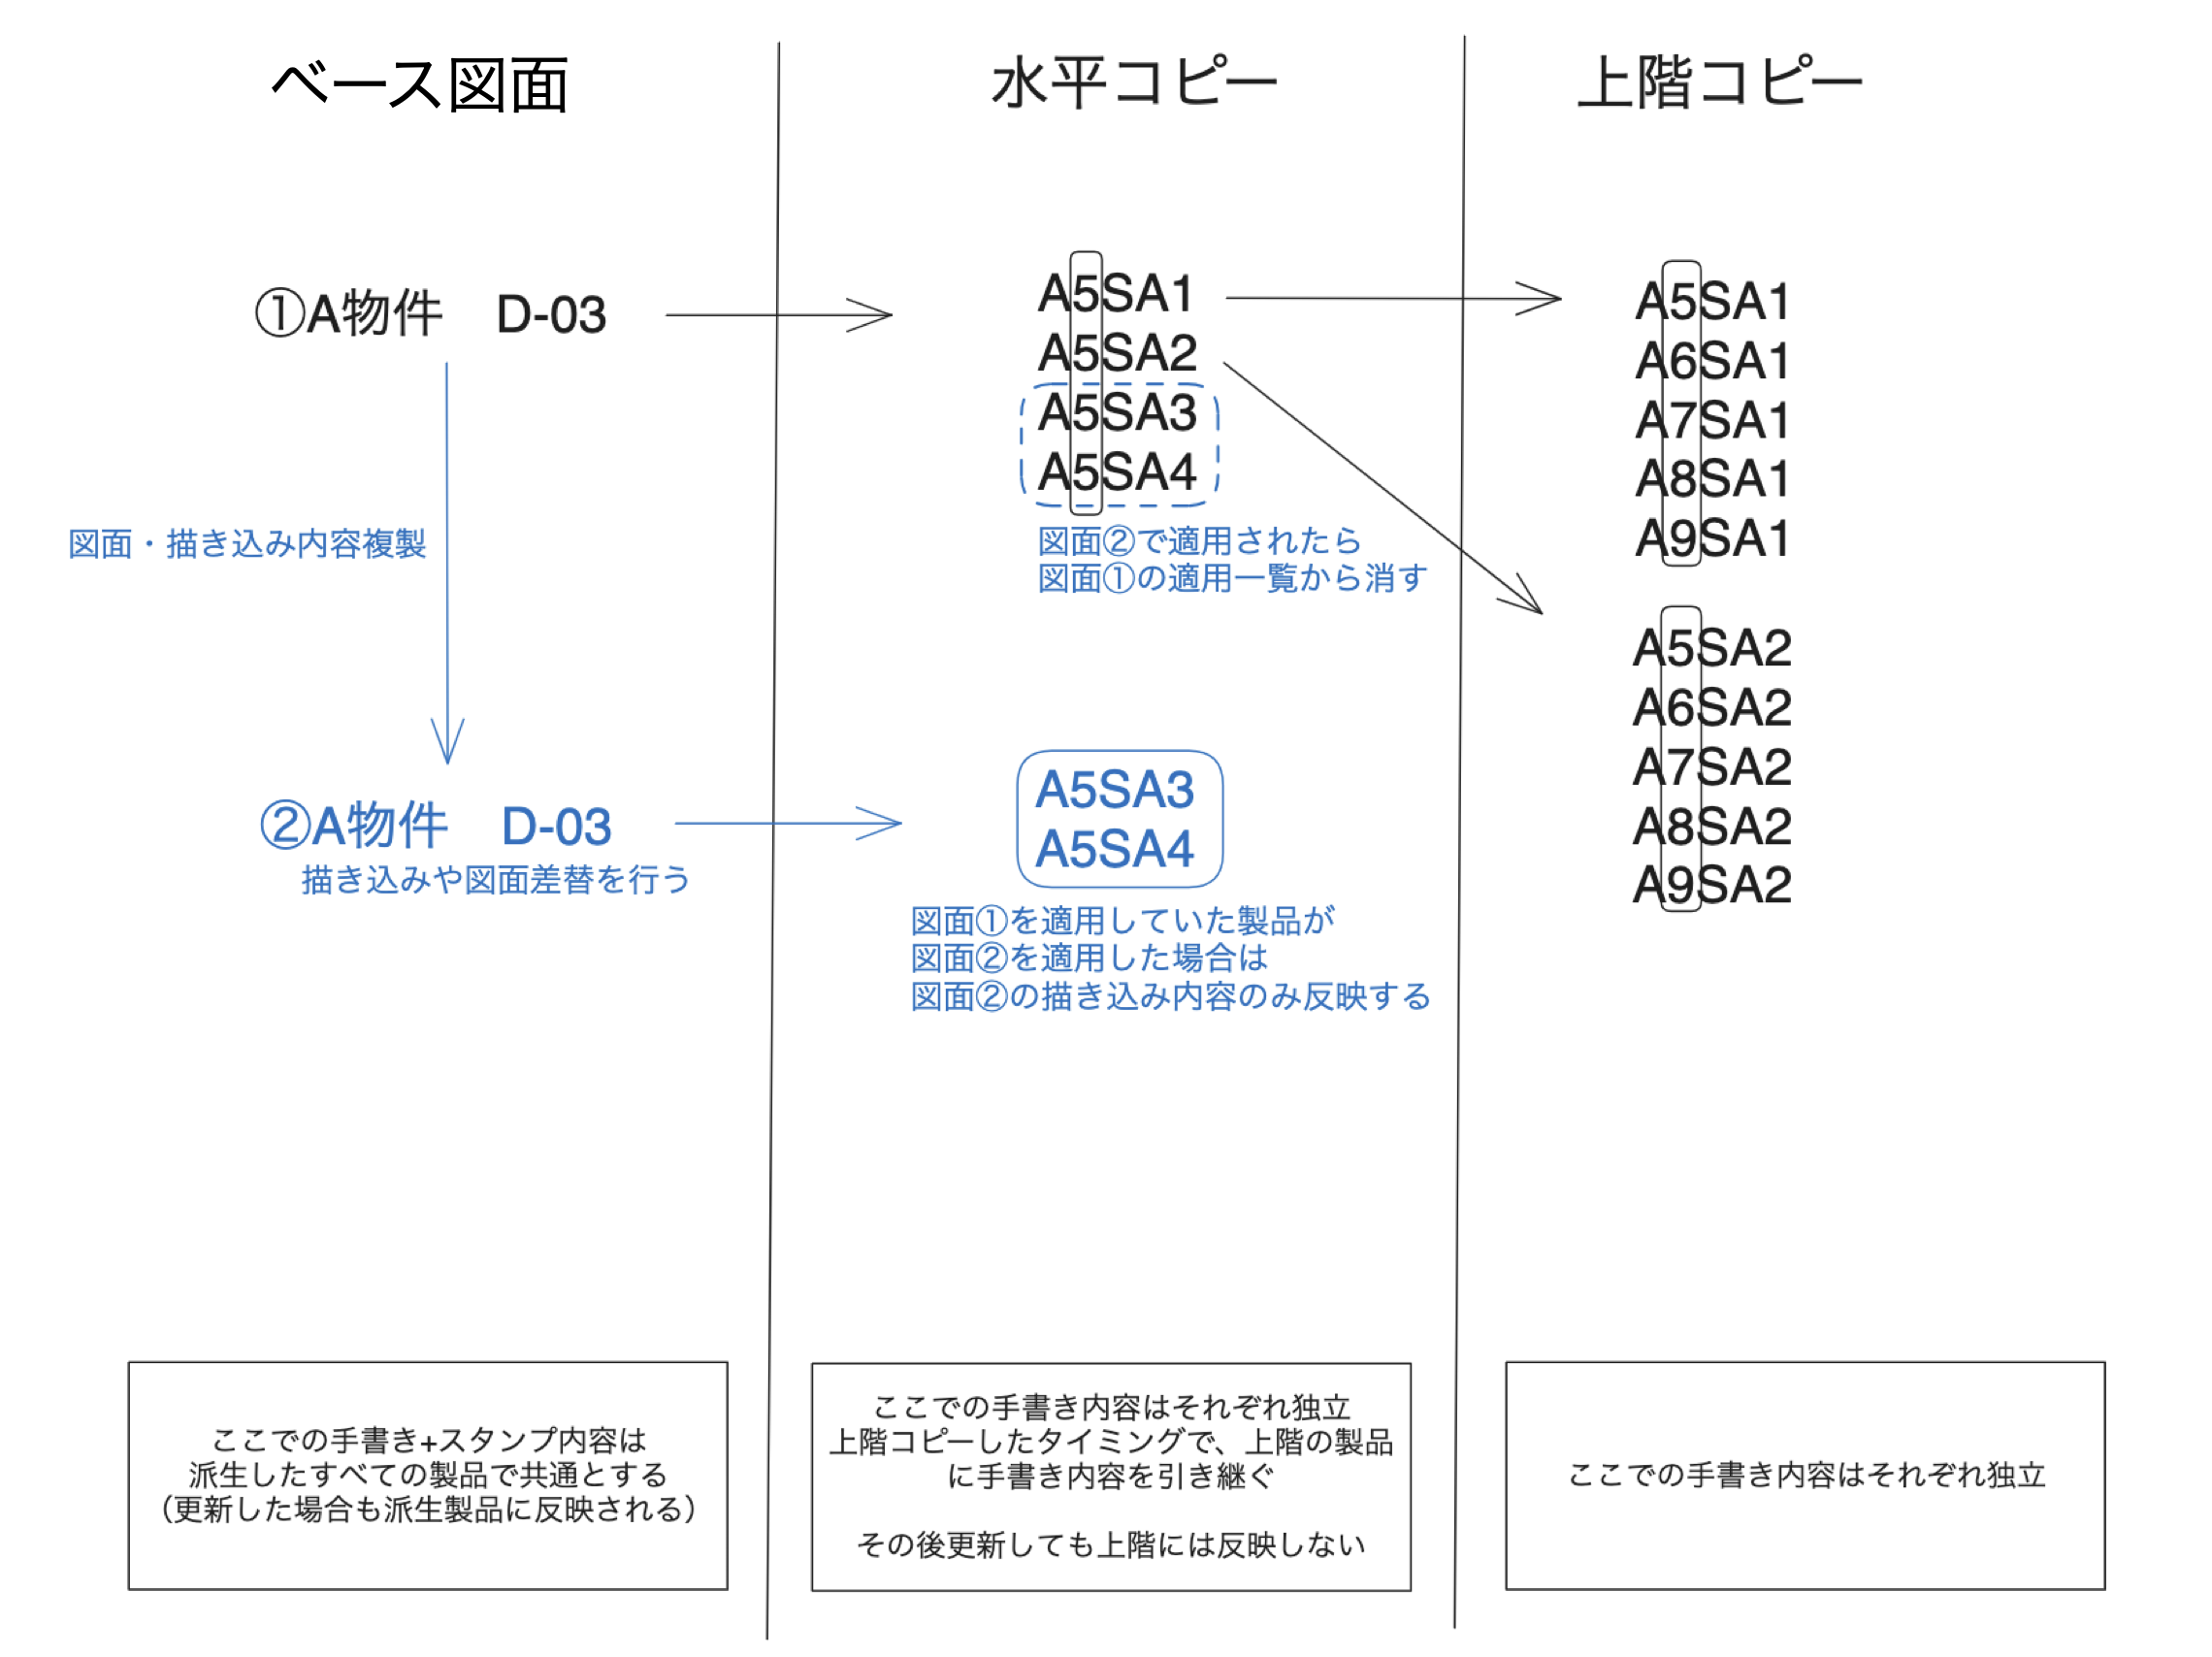 ベース図面
水平コピー
上階コピー
①A物件　D-03
A5SA1
A5SA2
A5SA3
A5SA4
図面②で適用されたら
図面①の適用一覧から消す
A5SA1
A6SA1
A7SA1
A8SA1
A9SA1
A5SA2
A6SA2
A7SA2
A8SA2
A9SA2
図面・描き込み内容複製
②A物件　D-03
描き込みや図面差替を行う
A5SA3
A5SA4
図面①を適用していた製品が
図面②を適用した場合は
図面②の描き込み内容のみ反映する
ここでの手書き+スタンプ内容は
派生したすべての製品で共通とする
（更新した場合も派生製品に反映される）
ここでの手書き内容はそれぞれ独立
上階コピーしたタイミングで、上階の製品
に手書き内容を引き継ぐ
その後更新しても上階には反映しない
ここでの手書き内容はそれぞれ独立